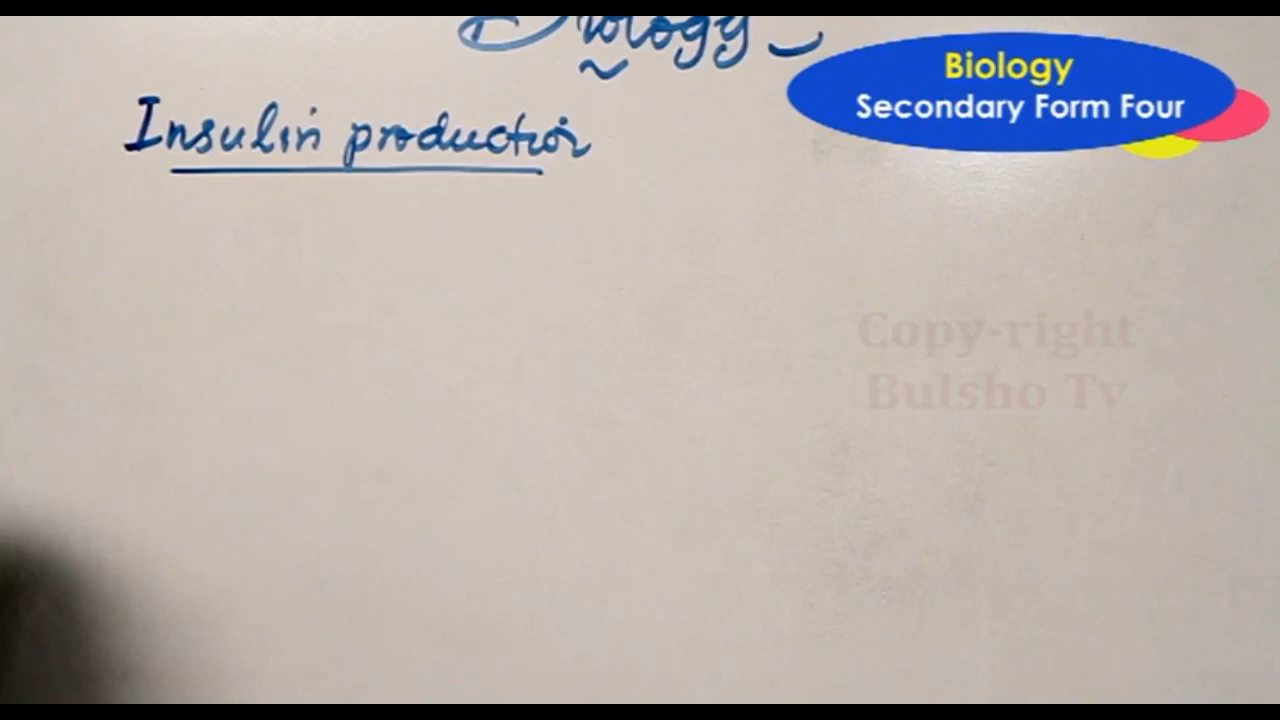 Biology
Biology
Secondary Form Four
Insulin production
Copy-right
Bulsho Tv